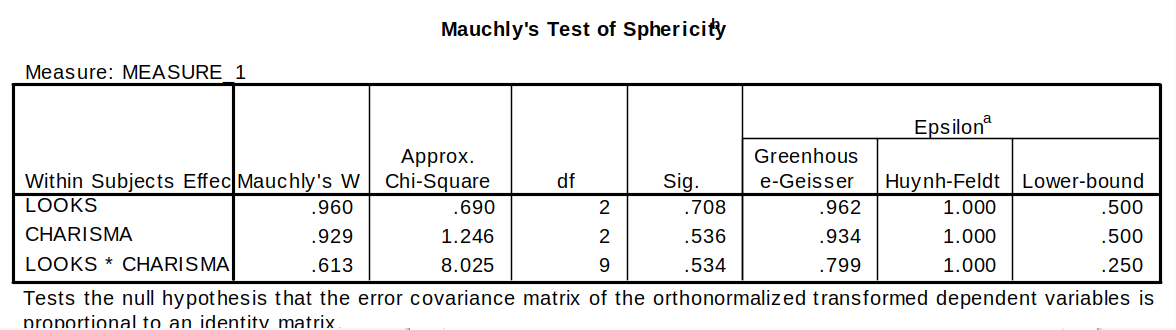 Mauchly's Test of Sphericity b
Measure: MEASURE_1
Epsilon a
Within Subjects Effec Mauchly's W Approx. Chi-Square df Sig. Greenhous e-Geisser Huynh-Feldt Lower-bound
LOOKS .960 .690 2 .708 .962 1.000 .500
CHARISMA .929 1.246 2 .536 .934 1.000 .500
LOOKS * CHARISMA .613 8.025 9 .534 .799 1.000 .250
Tests the null hypothesis that the error covariance matrix of the orthonormalized transformed dependent variables is
proportional to an identity matrix.